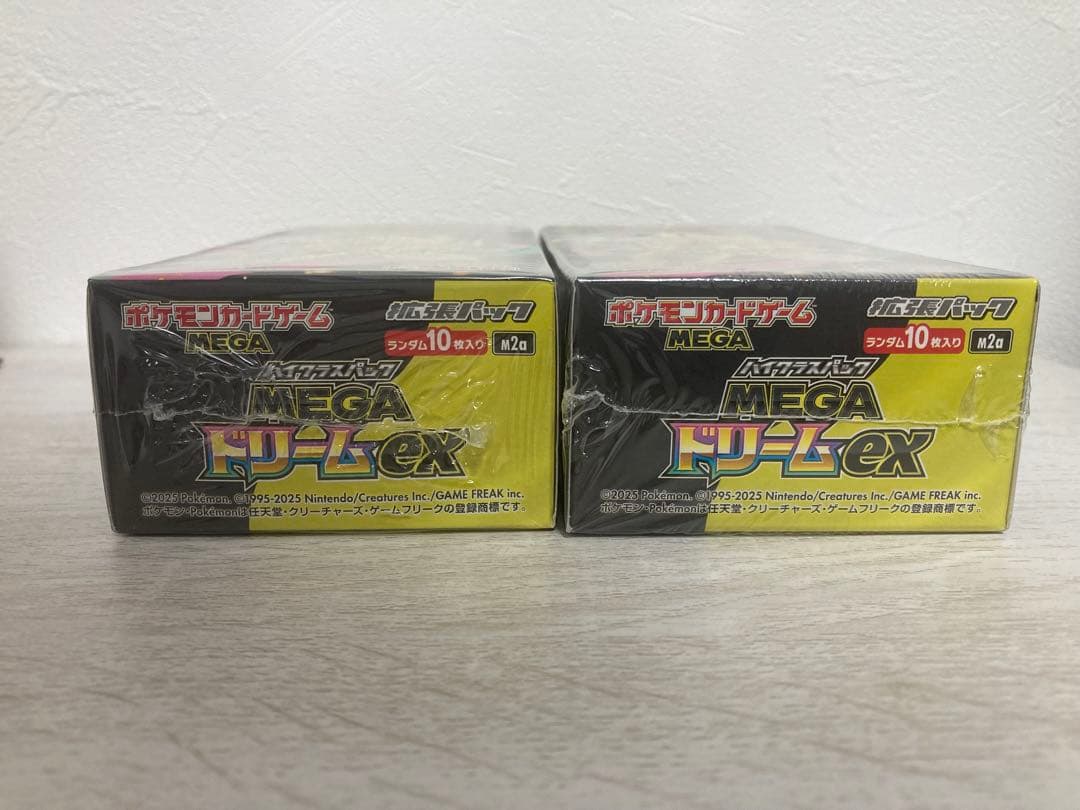 ポケモンカードゲーム
MEGA
拡張パック
ランダム10枚入り
M2a
ハイクラスパック
MEGA
ドリームex
©2025 Pokémon. ©1995-2025 Nintendo/Creatures Inc./GAME FREAK inc.
ポケモン・Pokémonは任天堂・クリーチャーズ・ゲームフリークの登録商標です。
ポケモンカードゲーム
MEGA
拡張パック
ランダム10枚入り
M2a
ハイクラスパック
MEGA
ドリームex
©2025 Pokémon. ©1995-2025 Nintendo/Creatures Inc./GAME FREAK inc.
ポケモン・Pokémonは任天堂・クリーチャーズ・ゲームフリークの登録商標です。